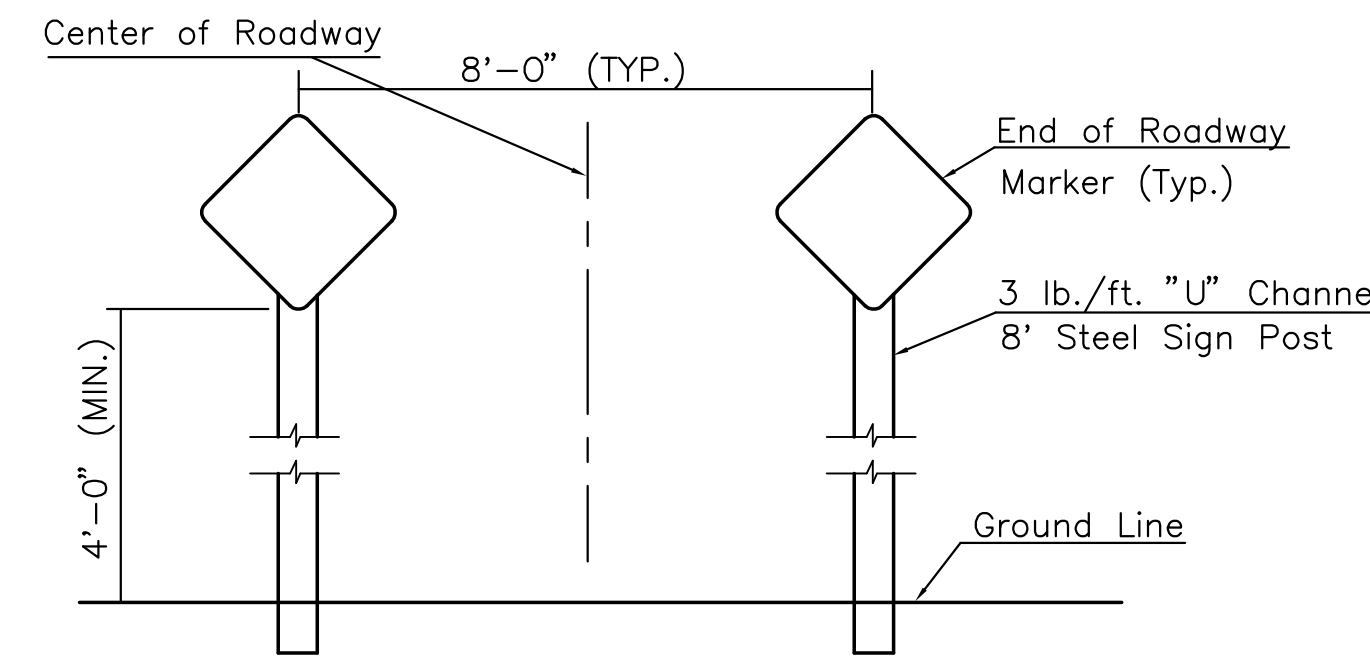 Center of Roadway
8'-0" (TYP.)
End of Roadway
Marker (Typ.)
3 lb./ft. "U" Channe
8' Steel Sign Post
4'-0" (MIN.)
Ground Line